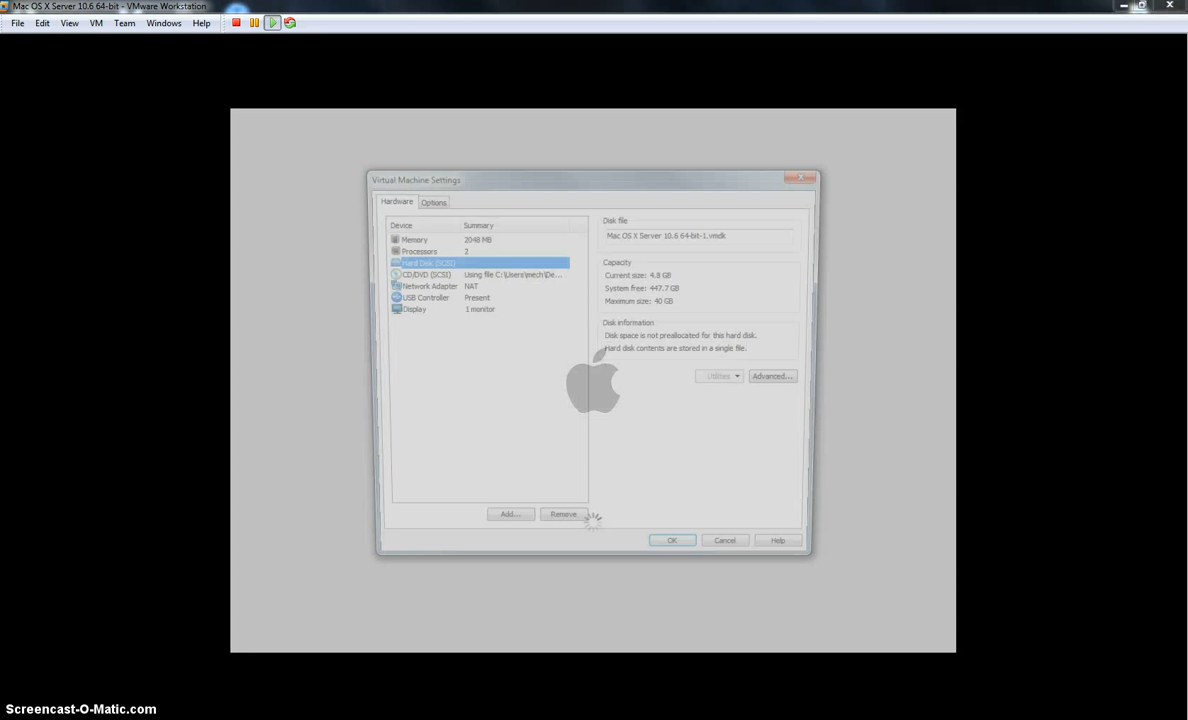 Mac OS X Server 10.6 64-bit - VMware Workstation
File Edit View VM Team Windows Help
Virtual Machine Settings
Hardware Options
Device Summary
Memory 2048 MB
Processors 2
Hard Disk (SCSI)
CD/DVD (SCSI) Using file C:\Users\mech\De...
Network Adapter NAT
USB Controller Present
Display 1 monitor
Add... Remove
Disk file
Mac OS X Server 10.6 64-bit-1.vmdk
Capacity
Current size: 4.8 GB
System free: 447.7 GB
Maximum size: 40 GB
Disk information
Disk space is not preallocated for this hard disk.
Hard disk contents are stored in a single file.
Utilities Advanced...
OK Cancel Help
Screencast-O-Matic.com